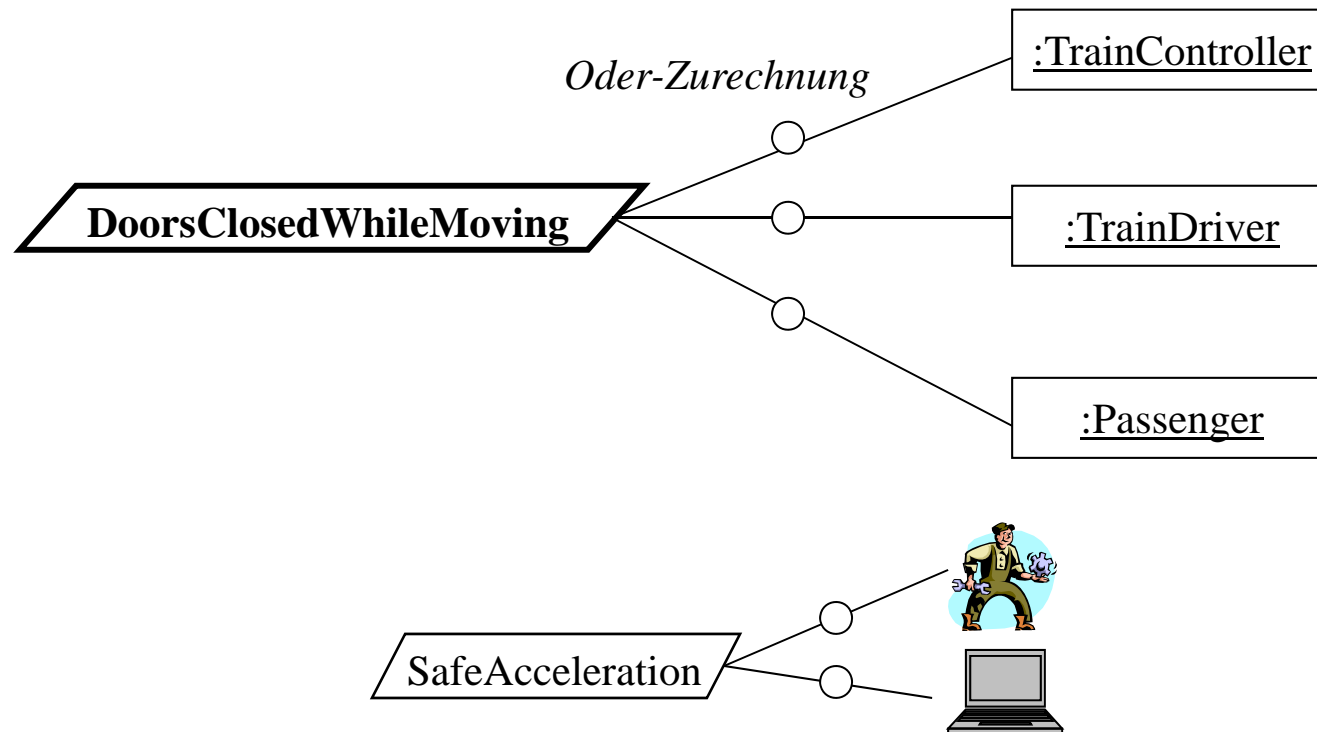 :TrainController
Oder-Zurechnung
DoorsClosedWhileMoving
:TrainDriver
:Passenger
SafeAcceleration